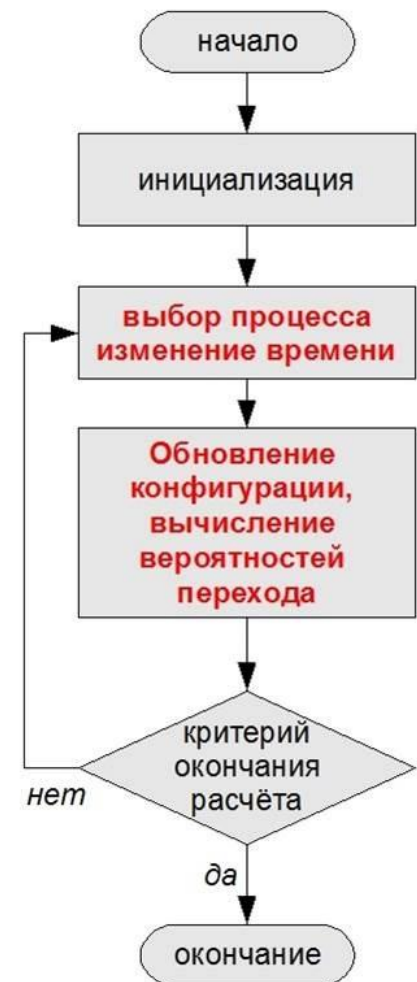 начало
инициализация
выбор процесса
изменение времени
Обновление
конфигурации,
вычисление
вероятностей
перехода
критерий
окончания
расчёта
нет
да
окончание